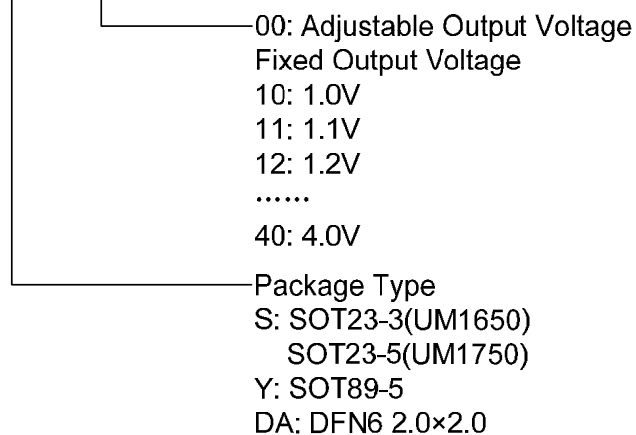 00: Adjustable Output Voltage
Fixed Output Voltage
10: 1.0V
11: 1.1V
12: 1.2V
······
40: 4.0V
Package Type
S: SOT23-3(UM1650)
SOT23-5(UM1750)
Y: SOT89-5
DA: DFN6 2.0×2.0